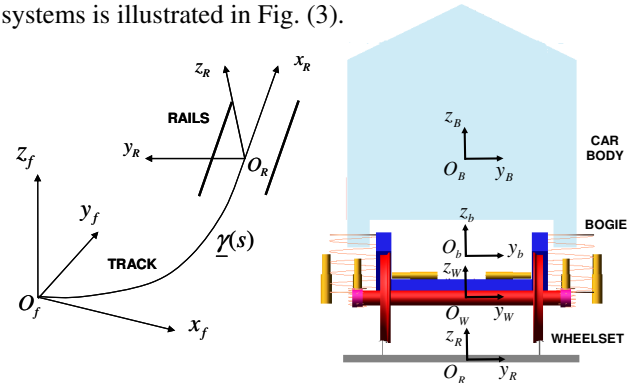 systems is illustrated in Fig. (3).
z_R
x_R
RAILS
y_R
O_R
z_f
y_f
γ(s)
TRACK
O_f
x_f
z_B
O_B
y_B
CAR
BODY
z_b
BOGIE
O_b
y_b
z_W
O_W
y_W
z_R
WHEELSET
O_R
y_R